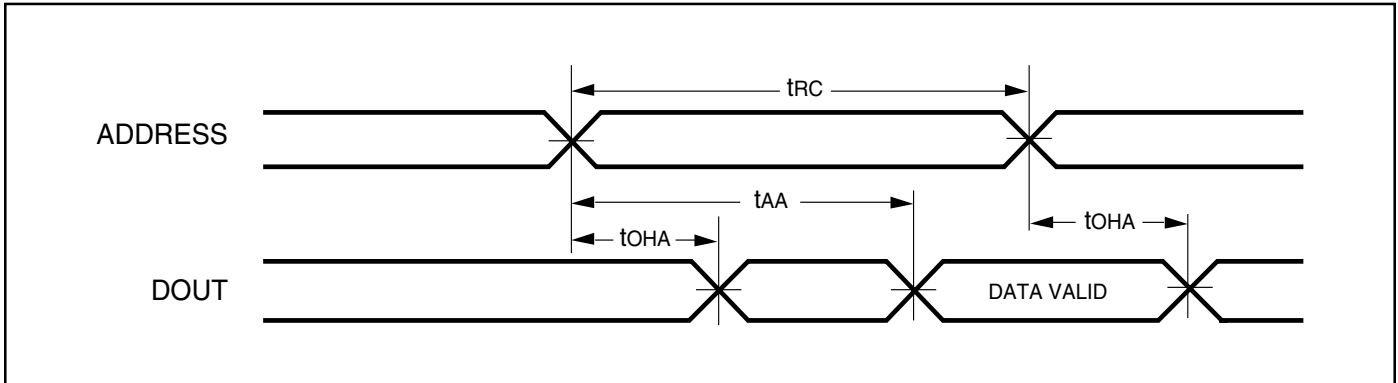 tRC
ADDRESS
tAA
tOHA
tOHA
DOUT
DATA VALID